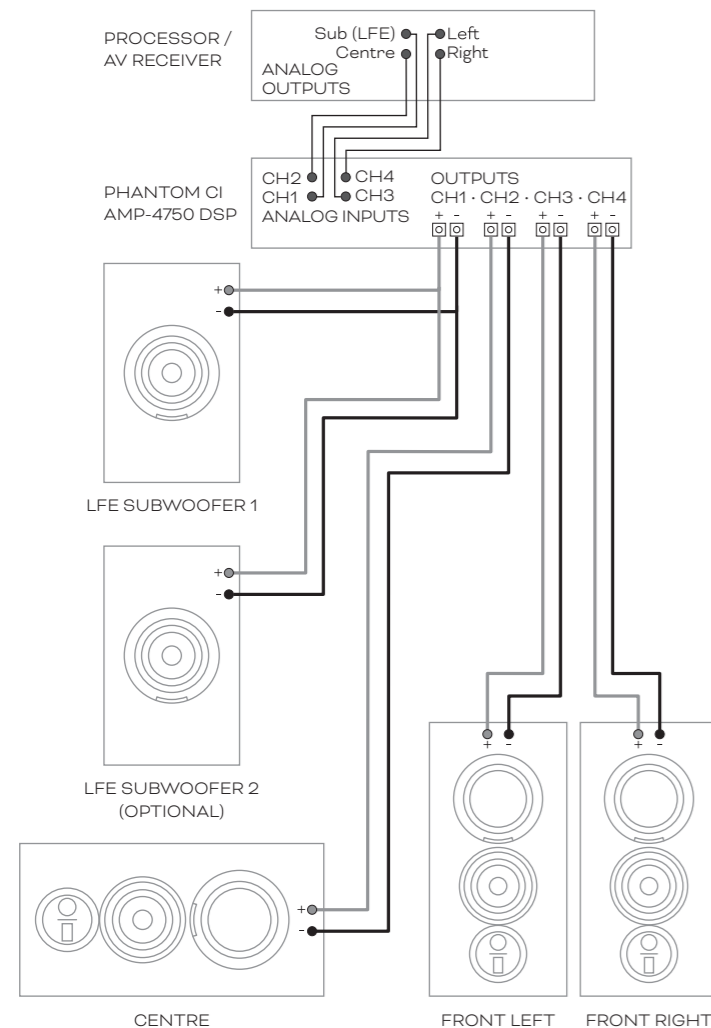 PROCESSOR /
AV RECEIVER
Sub (LFE) Left
Centre Right
ANALOG
OUTPUTS
PHANTOM CI
AMP-4750 DSP
CH2 CH4
CH1 CH3
ANALOG INPUTS
OUTPUTS
CH1 · CH2 · CH3 · CH4
+ - + - + - + -
+
-
LFE SUBWOOFER 1
+
-
LFE SUBWOOFER 2
(OPTIONAL)
+
-
CENTRE
+ -
FRONT LEFT
+ -
FRONT RIGHT